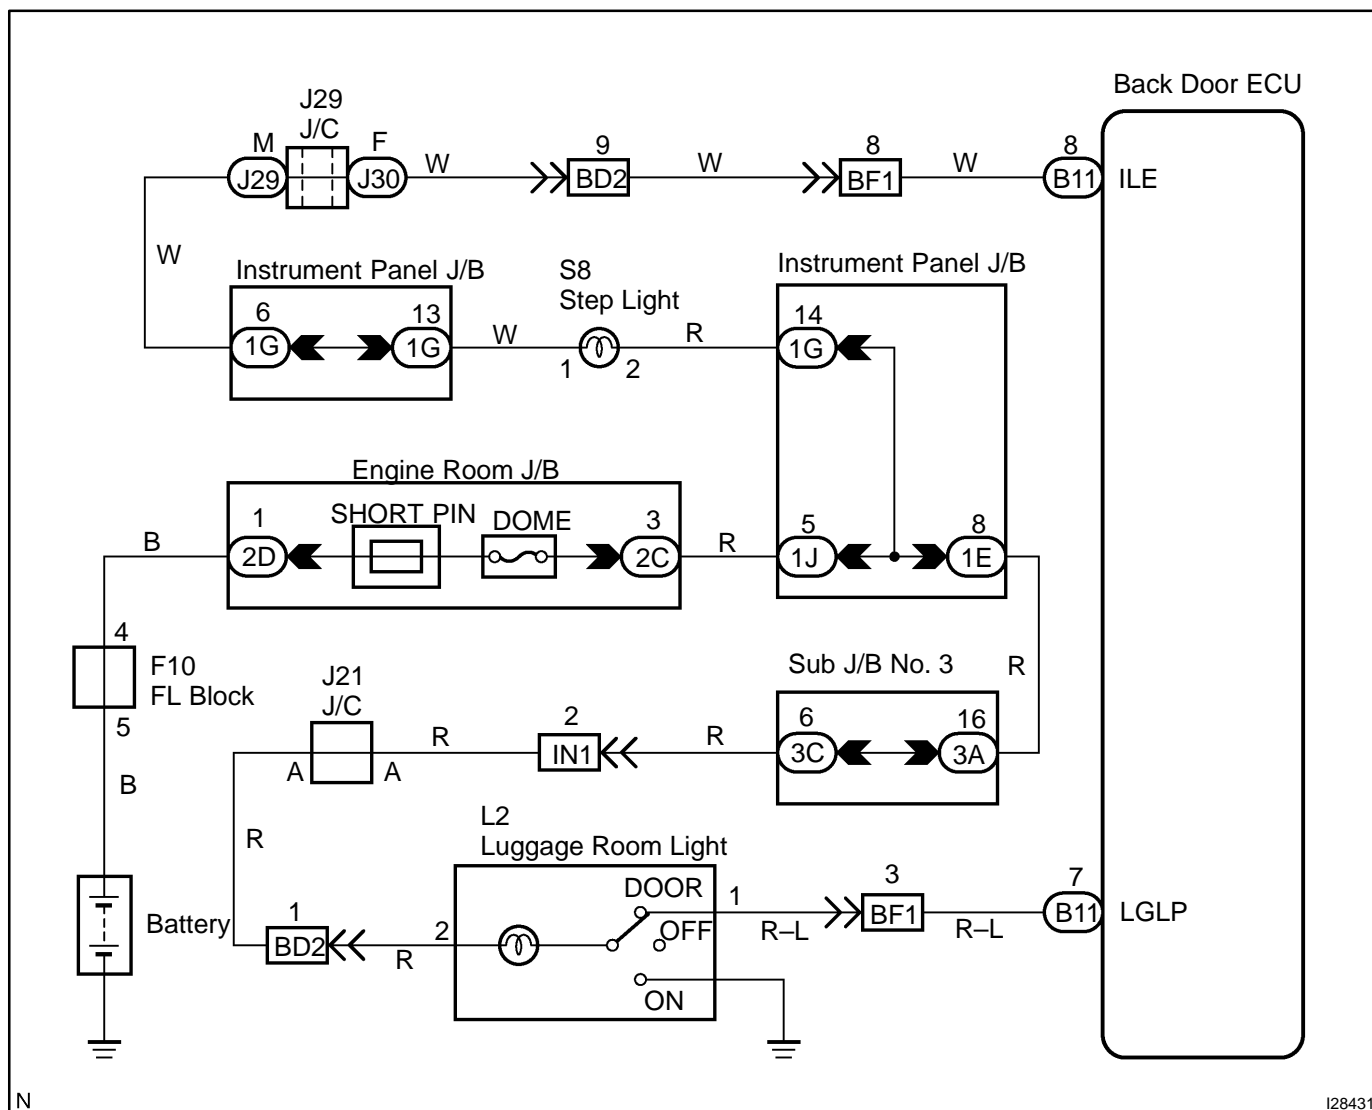 Back Door ECU
J29
J/C
M
F
J29
J30
W
9
BD2
W
8
BF1
W
8
B11
ILE
W
Instrument Panel J/B
6
1G
13
1G
W
S8
Step Light
1
2
R
Instrument Panel J/B
14
1G
Engine Room J/B
1
2D
SHORT PIN
DOME
3
2C
B
R
5
1J
8
1E
4
F10
FL Block
5
B
J21
J/C
A
A
R
2
IN1
R
Sub J/B No. 3
6
3C
16
3A
R
R
L2
Luggage Room Light
DOOR
OFF
ON
1
R–L
3
BF1
R–L
7
B11
LGLP
Battery
1
BD2
R
2
N
I28431